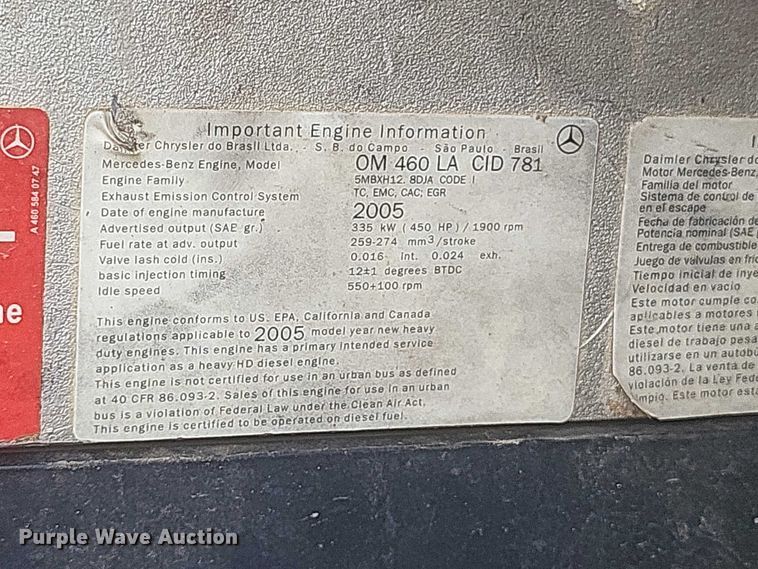 A 460 584 07 47
ne
Important Engine Information
Daimler Chrysler do Brasil Ltda. - S. B. do Campo - São Paulo - Brasil
Mercedes-Benz Engine, Model OM 460 LA CID 781
Engine Family 5MBXH12. 8DJA CODE I
Exhaust Emission Control System TC, EMC, CAC; EGR
Date of engine manufacture 2005
Advertised output (SAE gr.) 335 kW (450 HP) / 1900 rpm
Fuel rate at adv. output 259-274 mm3/stroke
Valve lash cold (ins.) 0.016 int. 0.024 exh.
basic injection timing 12±1 degrees BTDC
Idle speed 550+100 rpm
This engine conforms to US. EPA, California and Canada
regulations applicable to 2005 model year new heavy
duty engines. This engine has a primary intended service
application as a heavy HD diesel engine.
This engine is not certified for use in an urban bus as defined
at 40 CFR 86.093-2. Sales of this engine for use in an urban
bus is a violation of Federal Law under the Clean Air Act,
This engine is certified to be operated on diesel fuel.
I
Daimler Chrysler do
Motor Mercedes-Benz,
Familia del motor
Sistema de control de
en el escape
Fecha de fabricación de
Potencia nominal (SAE g
Entrega de combustible
Juego de válvulas en frío
Tiempo inicial de inye
Velocidad en vacio
Este motor cumple co
aplicables a motores
Este motor tiene una a
diesel de trabajo pesa
utilizarse en un autobú
86.093-2. La venta de
violación de la Ley Fede
impio. Este motor esta
Purple Wave Auction